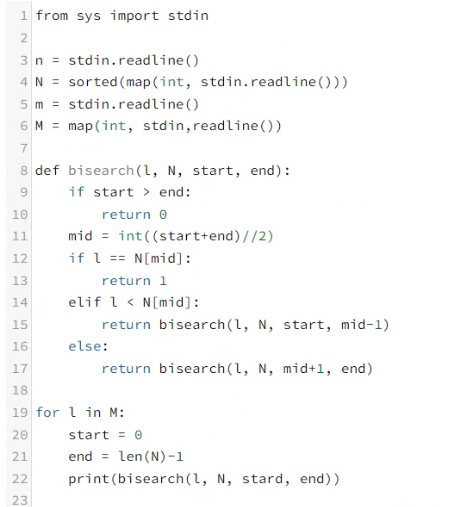 1 from sys import stdin
2
3 n = stdin.readline()
4 N = sorted(map(int, stdin.readline()))
5 m = stdin.readline()
6 M = map(int, stdin,readline())
7
8 def bisearch(l, N, start, end):
9     if start > end:
10         return 0
11     mid = int((start+end)//2)
12     if l == N[mid]:
13         return 1
14     elif l < N[mid]:
15         return bisearch(l, N, start, mid-1)
16     else:
17         return bisearch(l, N, mid+1, end)
18
19 for l in M:
20     start = 0
21     end = len(N)-1
22     print(bisearch(l, N, stard, end))
23